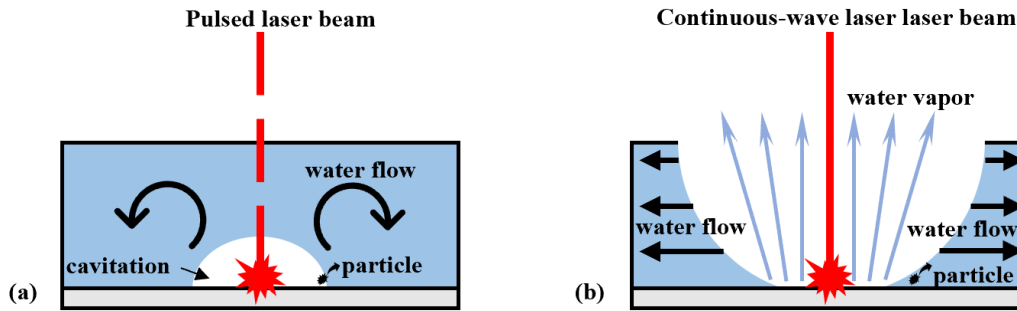 Pulsed laser beam
water flow
cavitation
particle
(a)
Continuous-wave laser laser beam
water vapor
water flow
water flow
particle
(b)